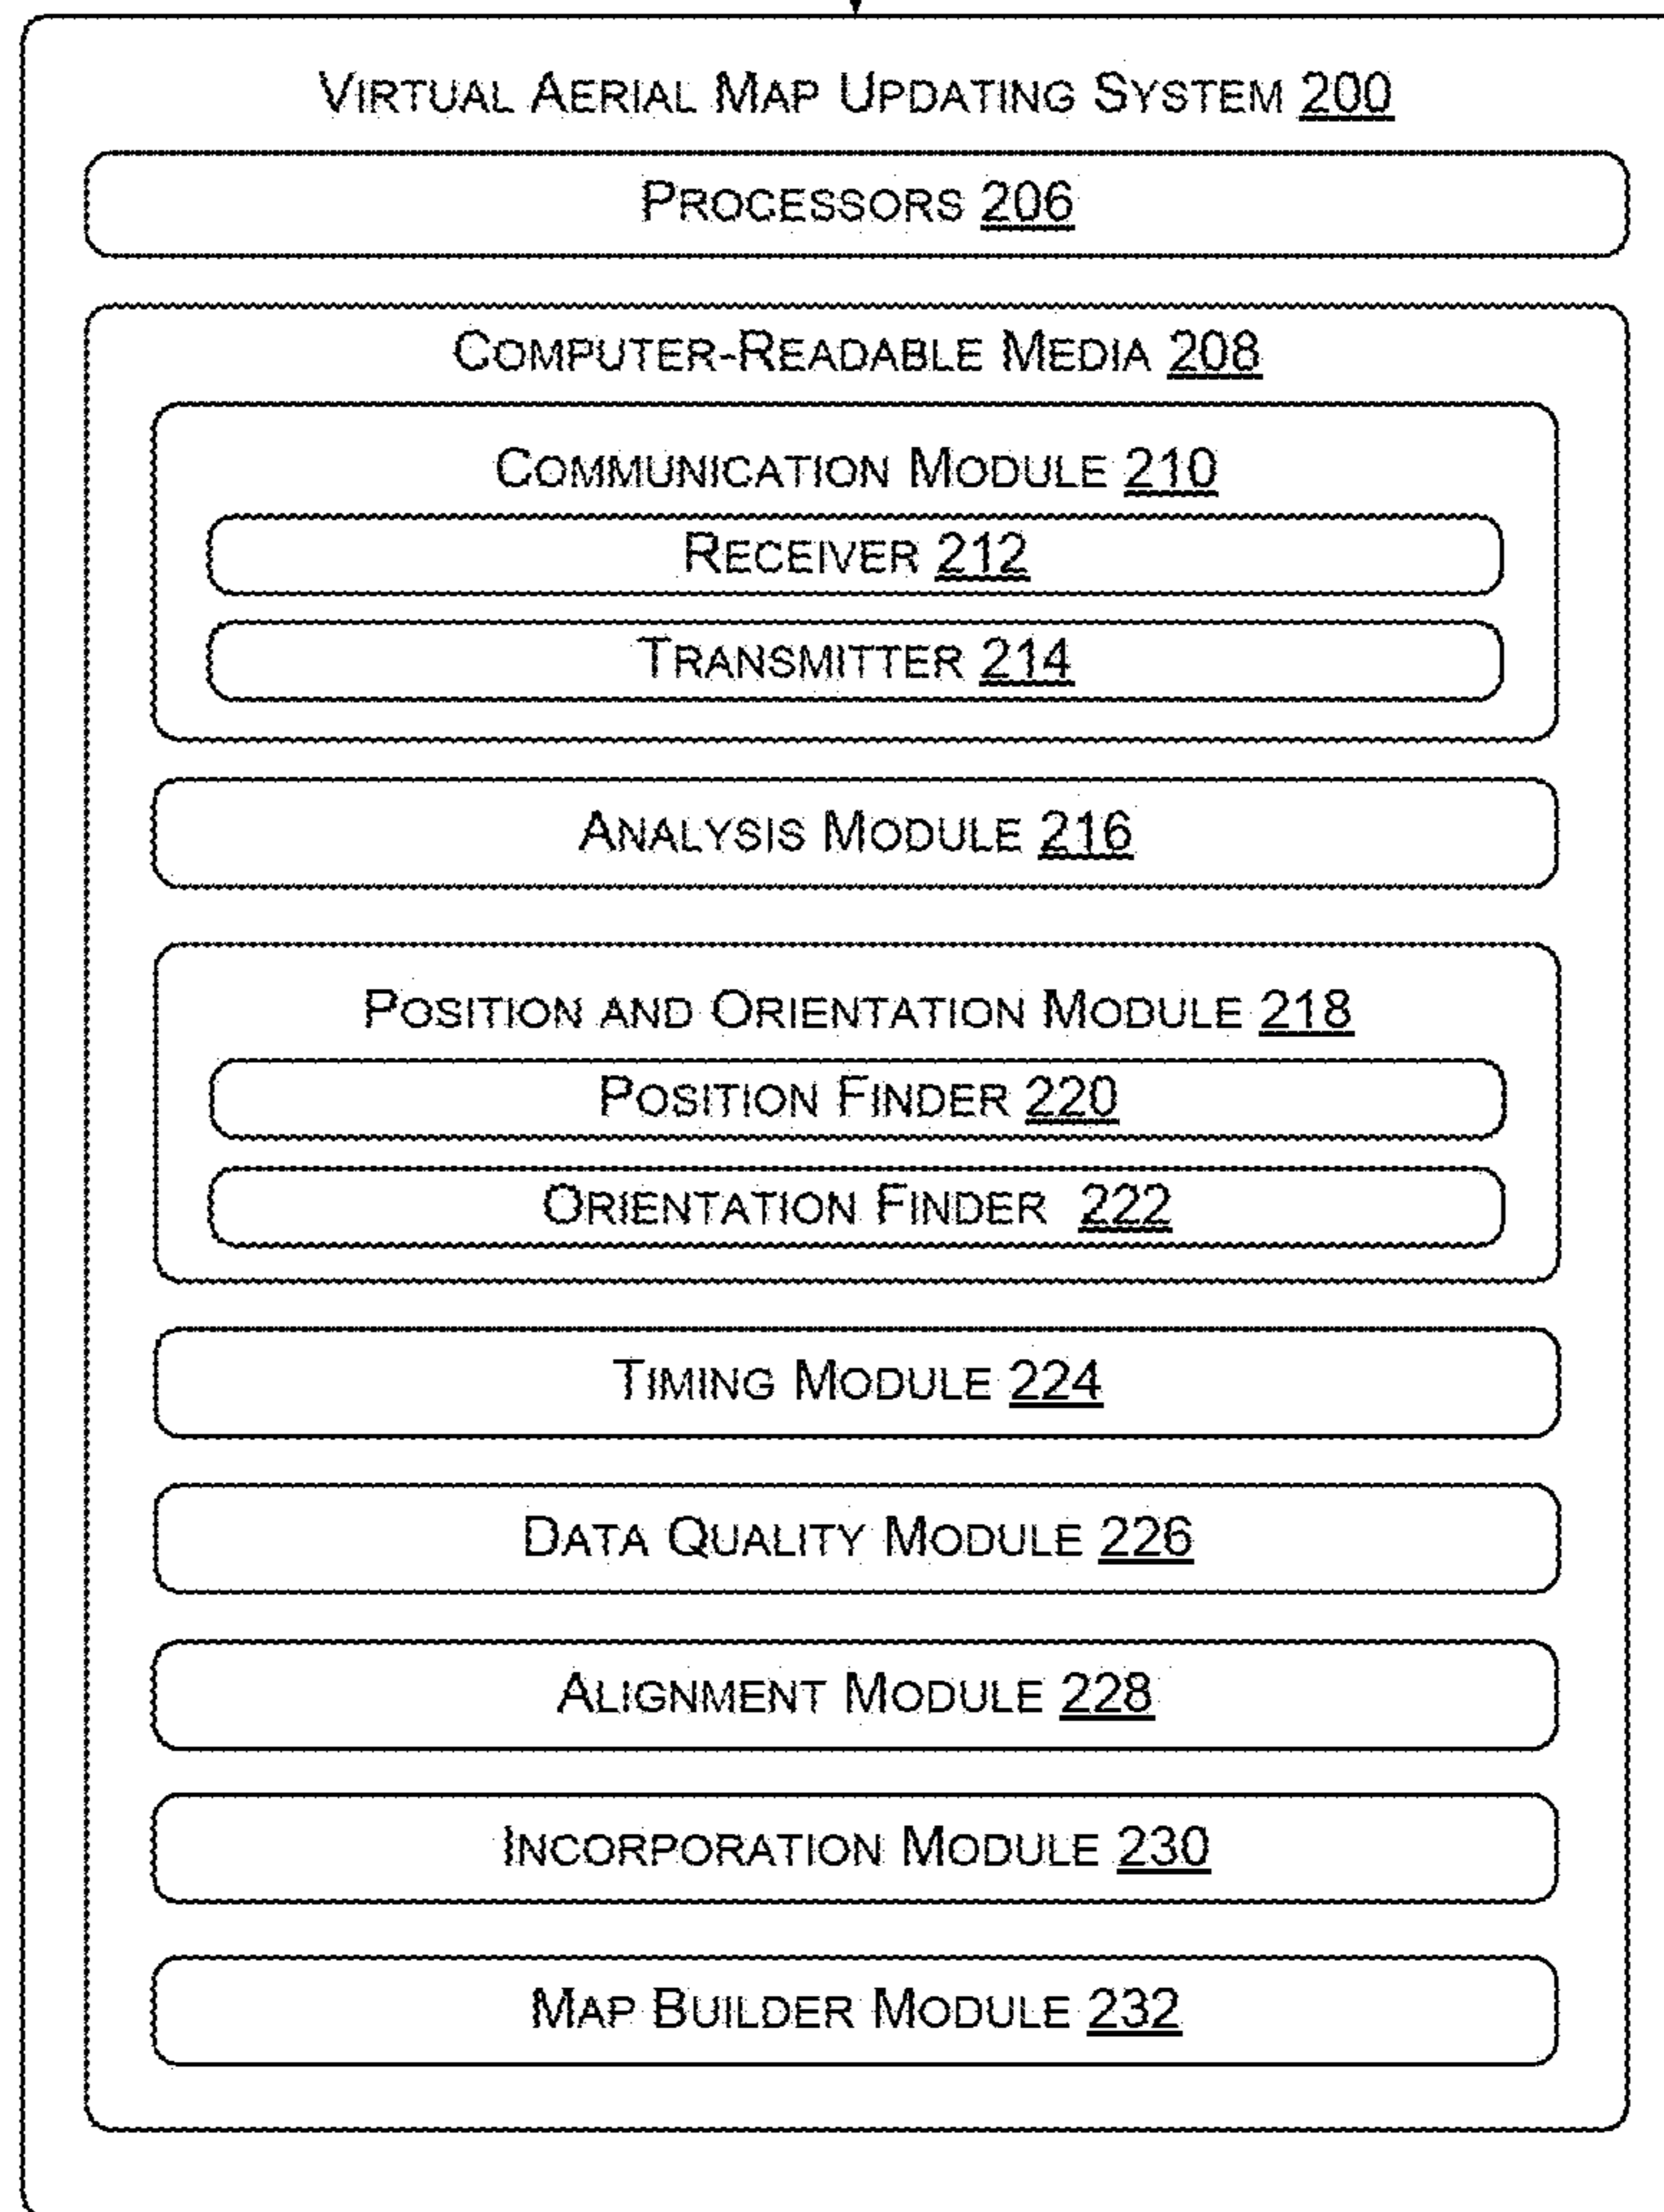 VIRTUAL AERIAL MAP UPDATING SYSTEM 200
PROCESSORS 206
COMPUTER-READABLE MEDIA 208
COMMUNICATION MODULE 210
RECEIVER 212
TRANSMITTER 214
ANALYSIS MODULE 216
POSITION AND ORIENTATION MODULE 218
POSITION FINDER 220
ORIENTATION FINDER 222
TIMING MODULE 224
DATA QUALITY MODULE 226
ALIGNMENT MODULE 228
INCORPORATION MODULE 230
MAP BUILDER MODULE 232